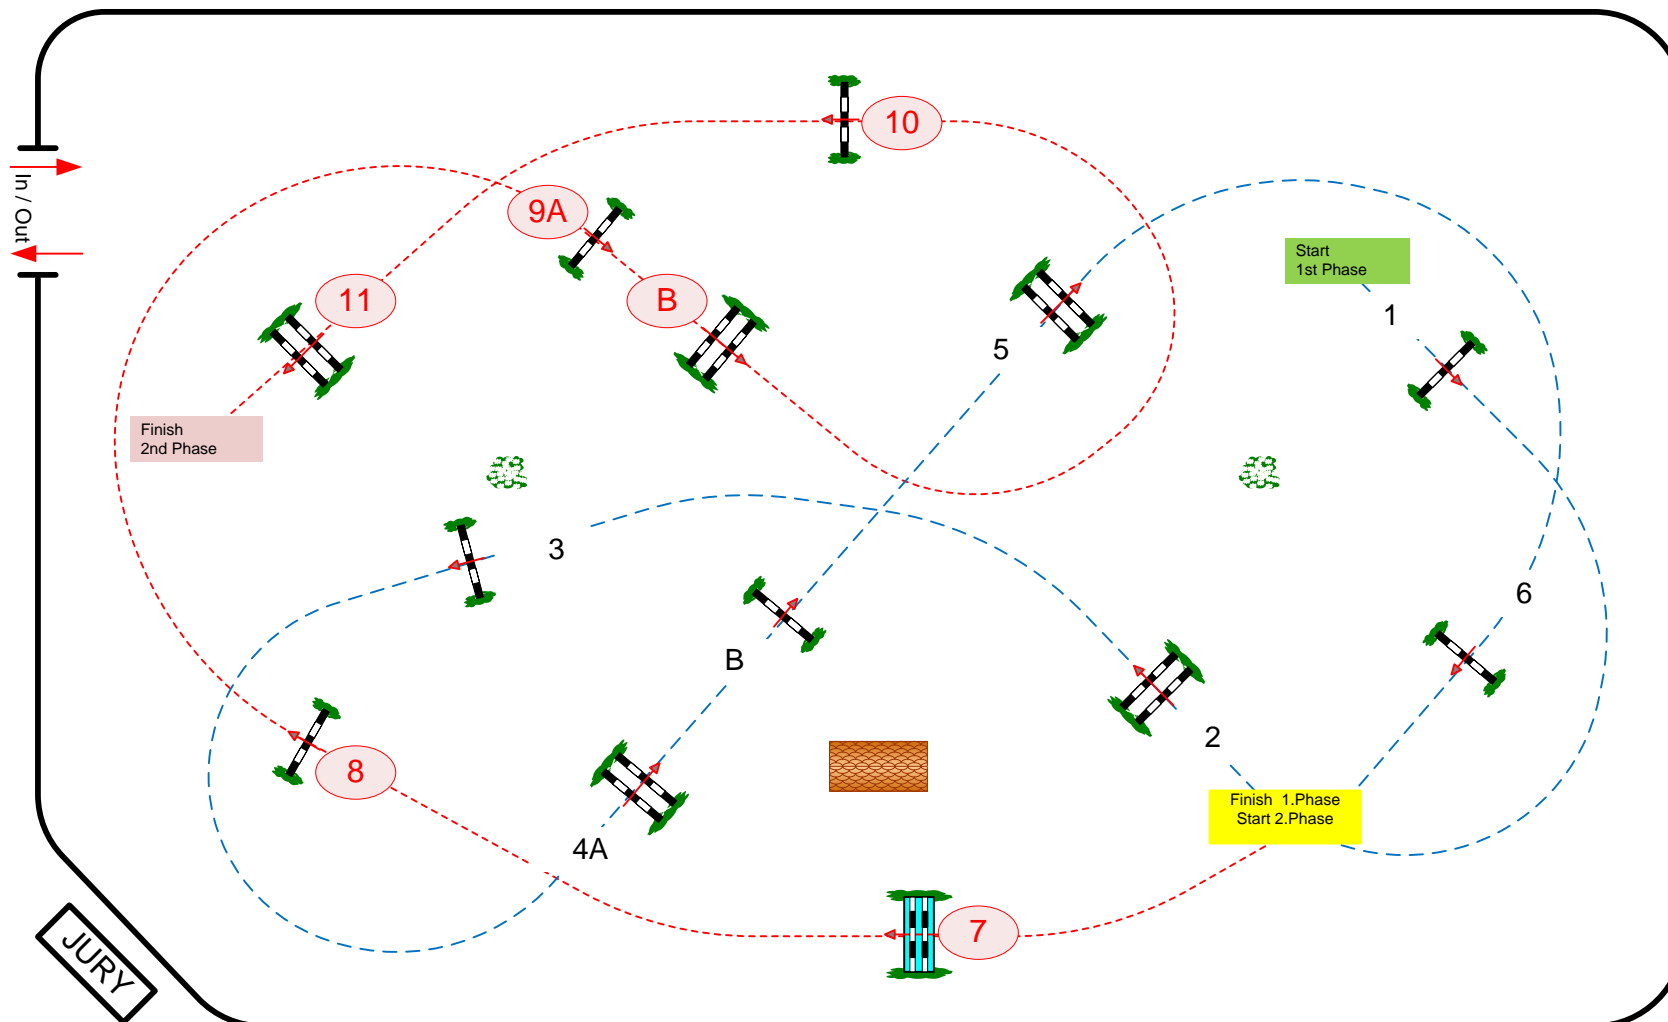 10
In / Out
9A
Start
1st Phase
11
B
1
5
Finish
2nd Phase
3
6
B
2
8
Finish 1.Phase
Start 2.Phase
4A
7
JURY